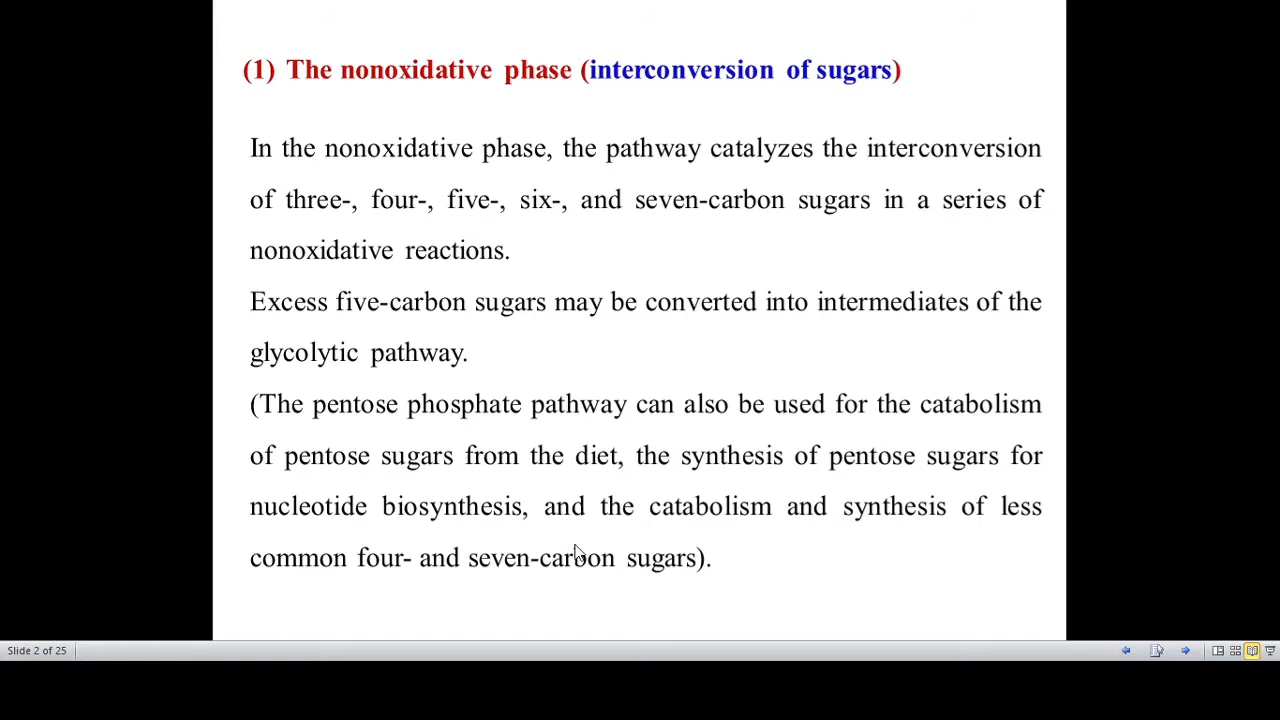 (1) The nonoxidative phase (interconversion of sugars)
In the nonoxidative phase, the pathway catalyzes the interconversion
of three-, four-, five-, six-, and seven-carbon sugars in a series of
nonoxidative reactions.
Excess five-carbon sugars may be converted into intermediates of the
glycolytic pathway.
(The pentose phosphate pathway can also be used for the catabolism
of pentose sugars from the diet, the synthesis of pentose sugars for
nucleotide biosynthesis, and the catabolism and synthesis of less
common four- and seven-carbon sugars).
Slide 2 of 25